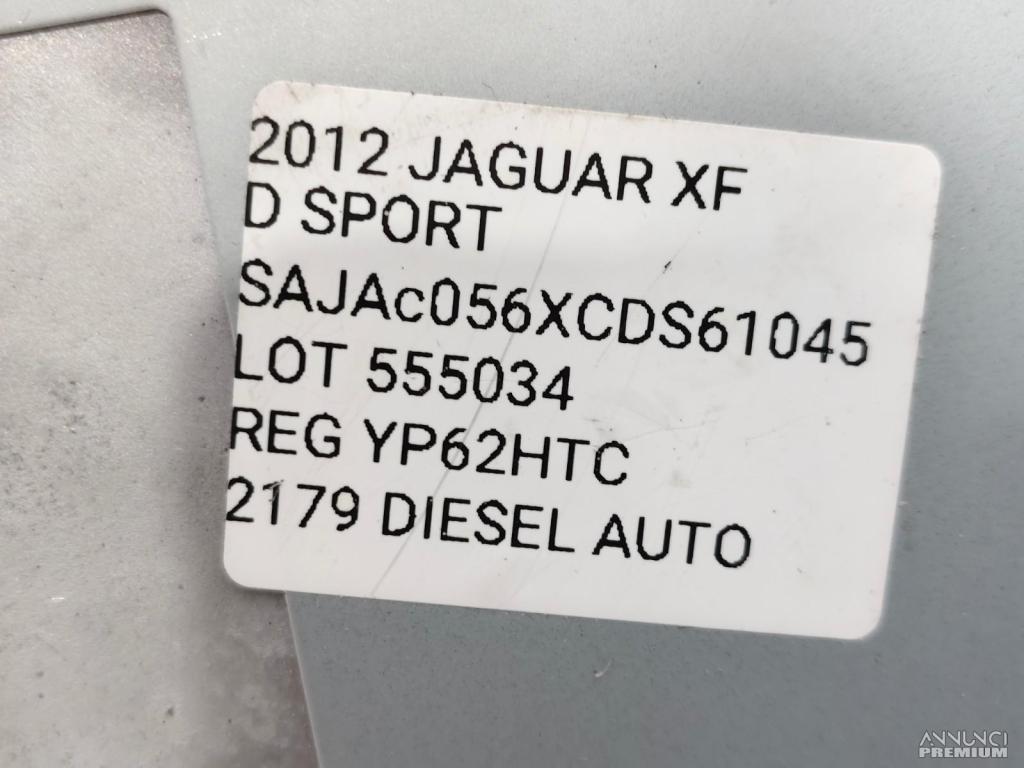 2012 JAGUAR XF
D SPORT
SAJAc056XCDS61045
LOT 555034
REG YP62HTC
2179 DIESEL AUTO
ANNUNCI
PREMIUM